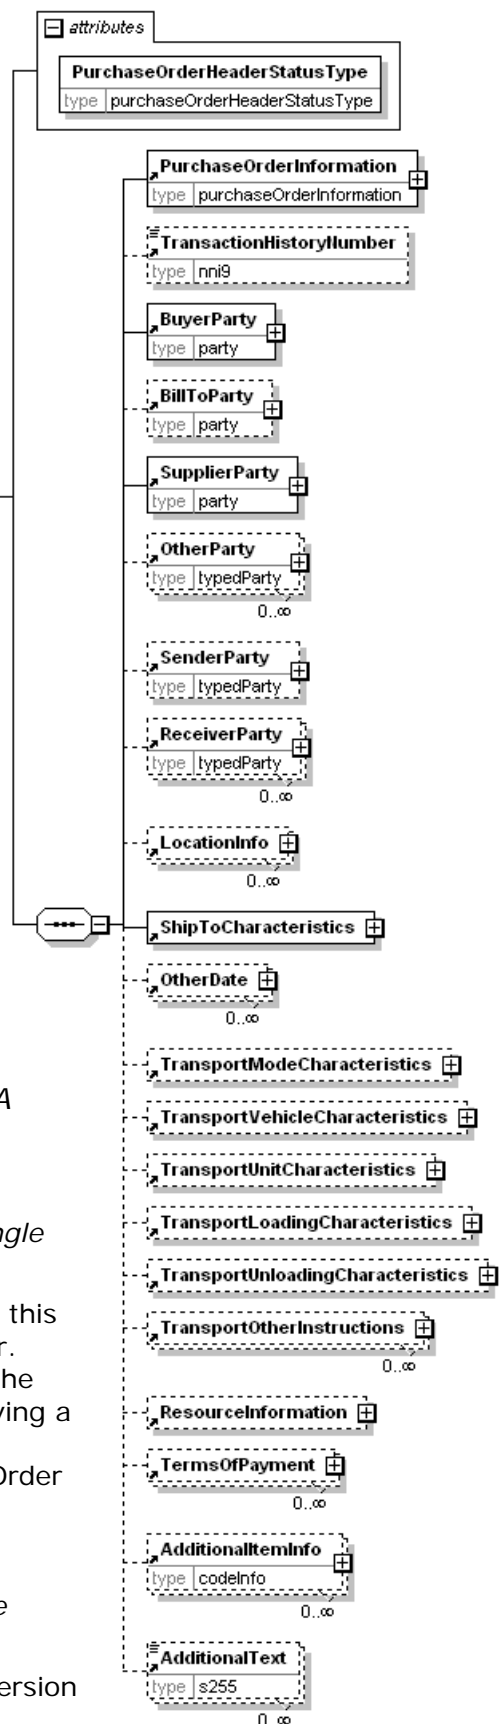 attributes
PurchaseOrderHeaderStatusType
type purchaseOrderHeaderStatusType
PurchaseOrderInformation
type purchaseOrderInformation
TransactionHistoryNumber
type nni9
BuyerParty
type party
BillToParty
type party
SupplierParty
type party
OtherParty
type typedParty
0..∞
SenderParty
type typedParty
ReceiverParty
type typedParty
0..∞
LocationInfo
0..∞
ShipToCharacteristics
OtherDate
0..∞
TransportModeCharacteristics
A
TransportVehicleCharacteristics
TransportUnitCharacteristics
TransportLoadingCharacteristics
TransportUnloadingCharacteristics
this
TransportOtherInstructions
0..∞
ResourceInformation
TermsOfPayment
Order
0..∞
AdditionalItemInfo
type codeInfo
0..∞
AdditionalText
type s255
0..∞